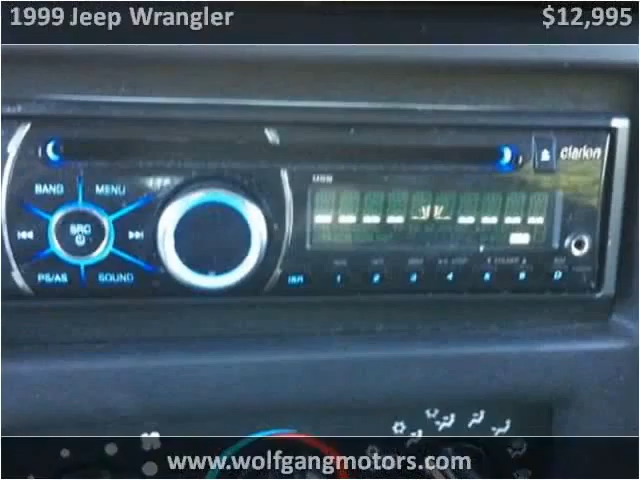 1999 Jeep Wrangler $12,995
clarion
BAND MENU
SRC
PS/AS SOUND
ISR 1 2 3 4 5 6 D
www.wolfgangmotors.com